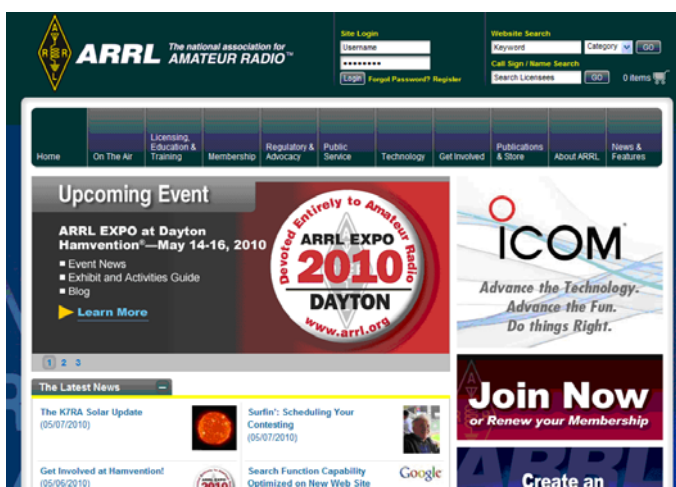 Site Login
Website Search
ARRL The national association for
AMATEUR RADIO™
Username
Keyword
Category
GO
Call Sign / Name Search
Login Forgot Password? Register
Search Licensees
GO
0 items
Home
On The Air
Licensing,
Education &
Training
Membership
Regulatory &
Advocacy
Public
Service
Technology
Get Involved
Publications
& Store
About ARRL
News &
Features
Upcoming Event
ARRL EXPO at Dayton
Hamvention®—May 14-16, 2010
Event News
Exhibit and Activities Guide
Blog
Learn More
Devoted Entirely to Amateur Radio
ARRL EXPO
2010
DAYTON
www.arrl.org
ICOM
Advance the Technology.
Advance the Fun.
Do things Right.
1 2 3
The Latest News
Join Now
or Renew your Membership
The K7RA Solar Update
(05/07/2010)
Surfin': Scheduling Your
Contesting
(05/07/2010)
Get Involved at Hamvention!
(05/06/2010)
2010
Search Function Capability
Optimized on New Web Site
Google
Create an